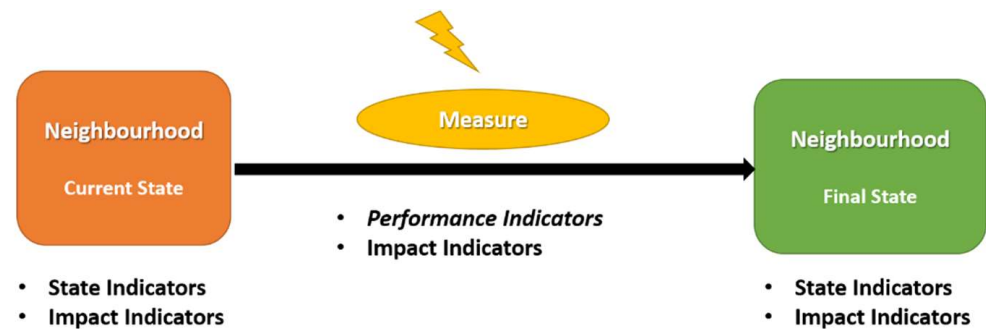 Neighbourhood
Current State
• State Indicators
• Impact Indicators
Measure
• Performance Indicators
• Impact Indicators
Neighbourhood
Final State
• State Indicators
• Impact Indicators